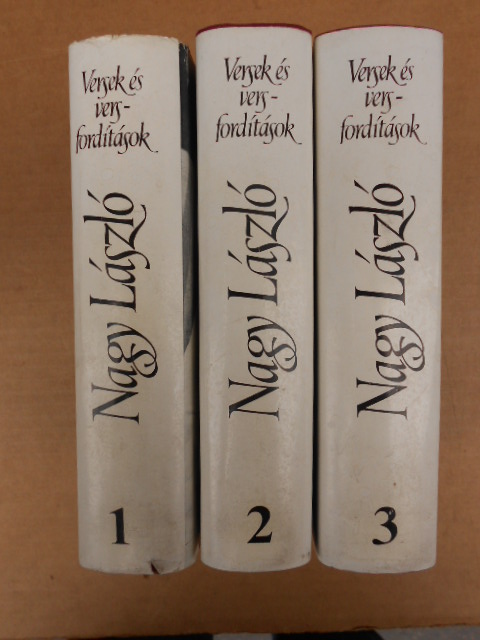 Versek és
vers-
fordítások
Nagy László
1
Versek és
vers-
fordítások
Nagy László
2
Versek és
vers-
fordítások
Nagy László
3